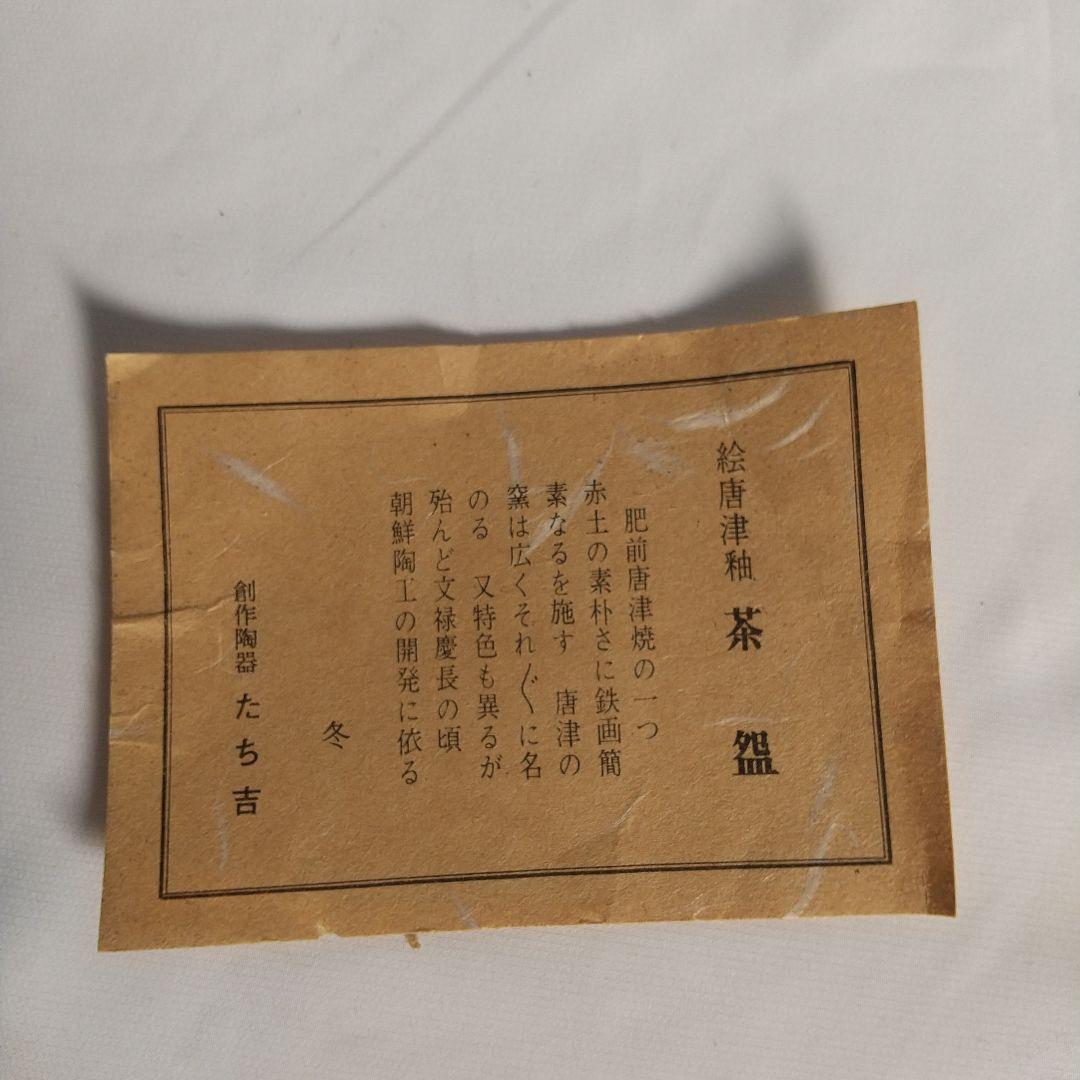 絵唐津釉 茶盌
肥前唐津焼の一つ
赤土の素朴さに鉄画簡
素なるを施す 唐津の
窯は広くそれ〴〵に名
のる 又特色も異るが
殆んど文禄慶長の頃
朝鮮陶工の開発に依る
冬
創作陶器 たち吉